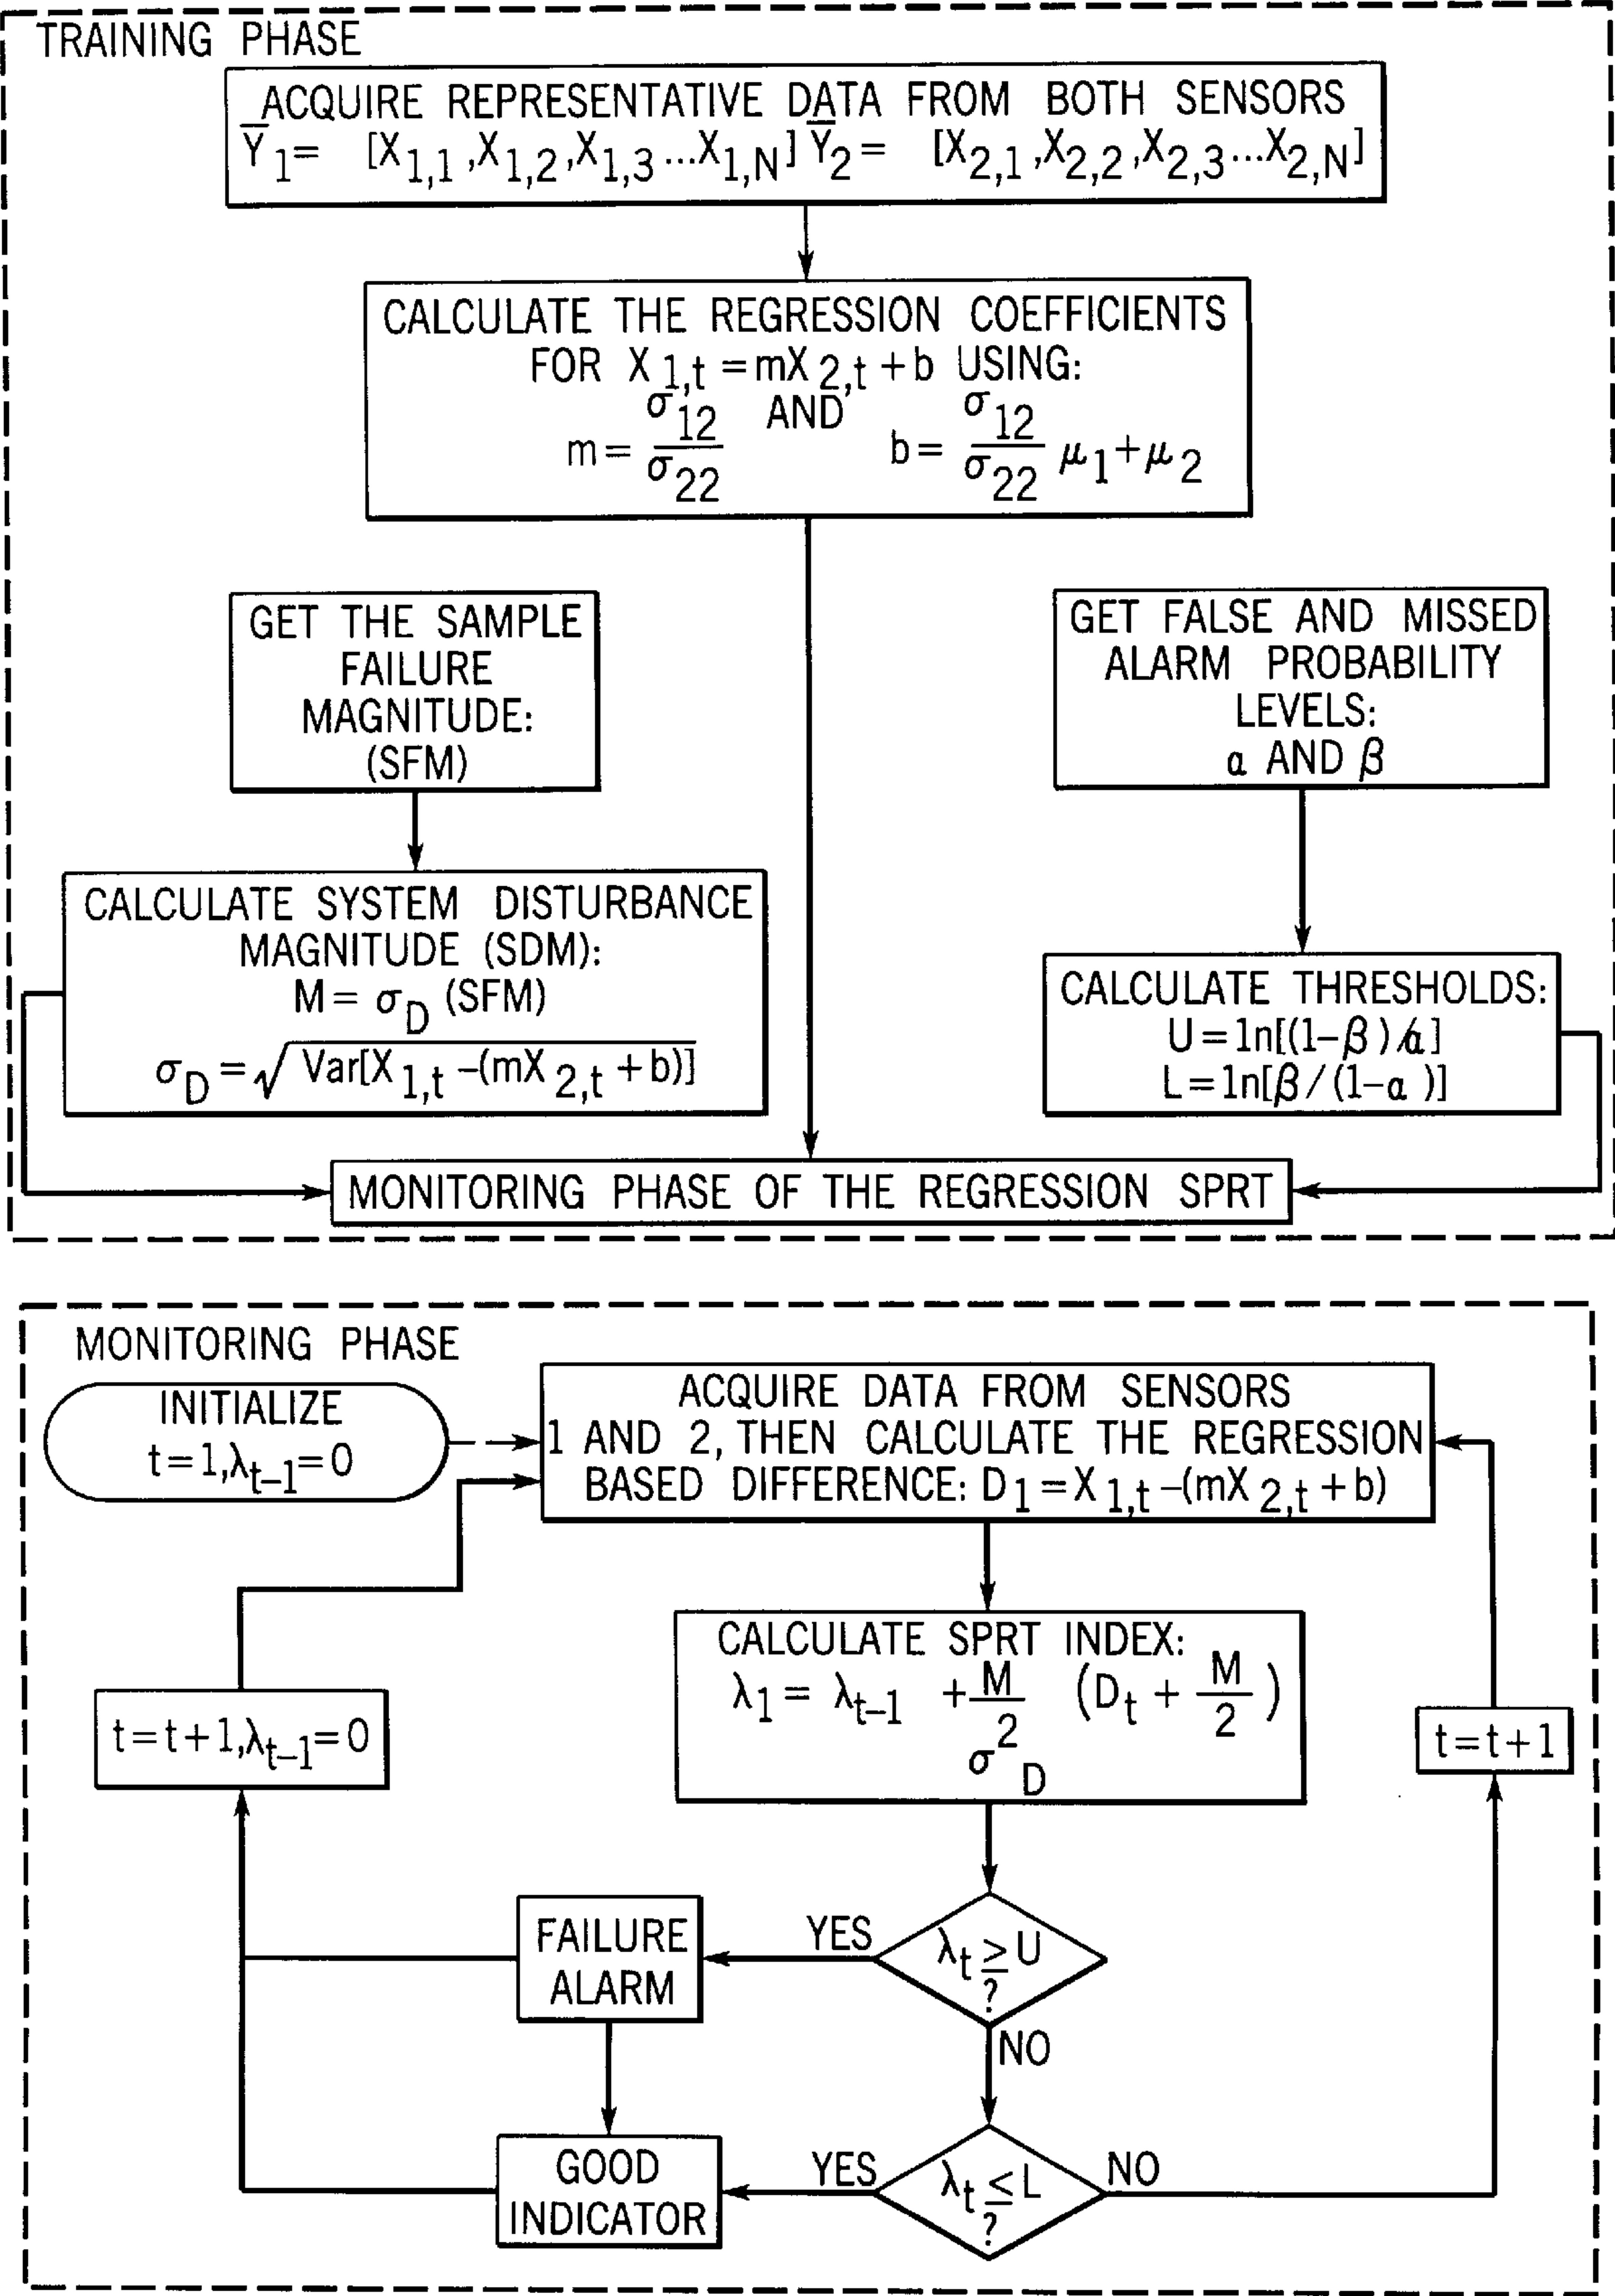 TRAINING PHASE
ACQUIRE REPRESENTATIVE DATA FROM BOTH SENSORS
Y̅1= [X1,1,X1,2,X1,3...X1,N] Y̅2= [X2,1,X2,2,X2,3...X2,N]
CALCULATE THE REGRESSION COEFFICIENTS
FOR X1,t=mX2,t+b USING:
m=σ12/σ22 AND, b=σ12/σ22 μ1+μ2
GET THE SAMPLE
FAILURE
MAGNITUDE:
(SFM)
GET FALSE AND MISSED
ALARM PROBABILITY
LEVELS:
α AND β
CALCULATE SYSTEM DISTURBANCE
MAGNITUDE (SDM):
M= σD (SFM)
σD=√Var[X1,t-(mX2,t+b)]
CALCULATE THRESHOLDS:
U=ln[(1-β)/α]
L=ln[β/(1-α)]
MONITORING PHASE OF THE REGRESSION SPRT
MONITORING PHASE
INITIALIZE
t=1,λt-1=0
ACQUIRE DATA FROM SENSORS
1 AND 2, THEN CALCULATE THE REGRESSION
BASED DIFFERENCE: D1=X1,t-(mX2,t+b)
CALCULATE SPRT INDEX:
λ1= λt-1 +M/σ²D (Dt+M/2)
t=t+1,λt-1=0
t=t+1
FAILURE
ALARM
YES
λt≥U
?
NO
GOOD
INDICATOR
YES
λt≤L
?
NO